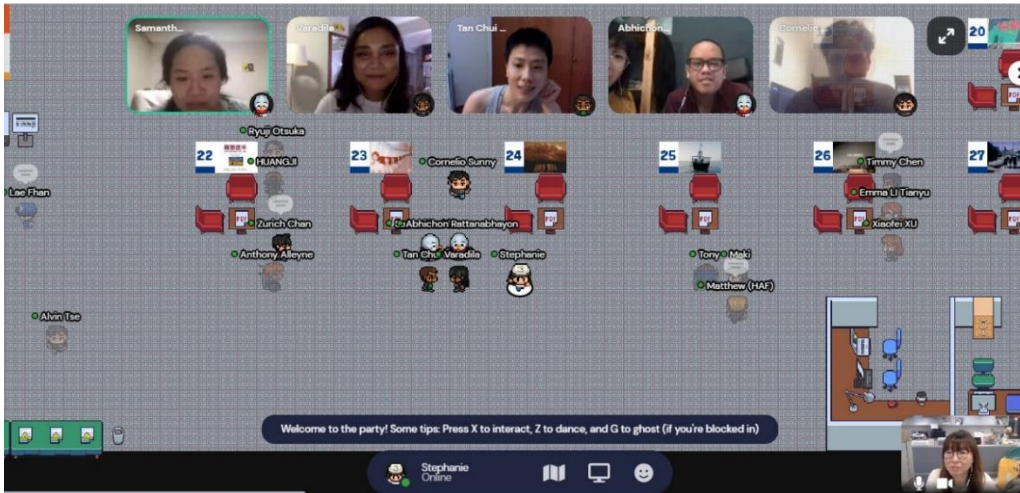 Samanth...
Varadila
Tan Chui ...
Abhichon...
Cornelio ...
20
Ryuji Otsuka
22
HUANGJI
23
Cornelio Sunny
24
25
26
Timmy Chen
27
Lae Fhan
Emma LI Tianyu
Zurich Chan
Abhichon Rattanabhayon
Xiaofei XU
Anthony Alleyne
Tan Chu
Varadila
Stephanie
Tony
Maki
Matthew (HAF)
Alvin Tse
Welcome to the party! Some tips: Press X to interact, Z to dance, and G to ghost (if you're blocked in)
Stephanie
Online